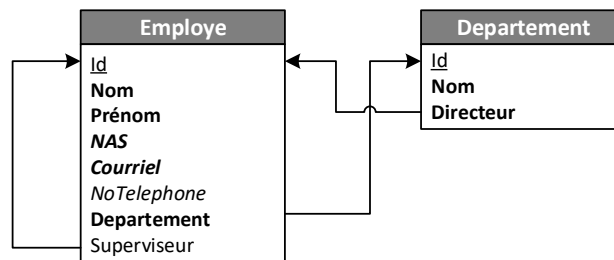 Employe
Id
Nom
Prénom
NAS
Courriel
NoTelephone
Departement
Superviseur
Departement
Id
Nom
Directeur